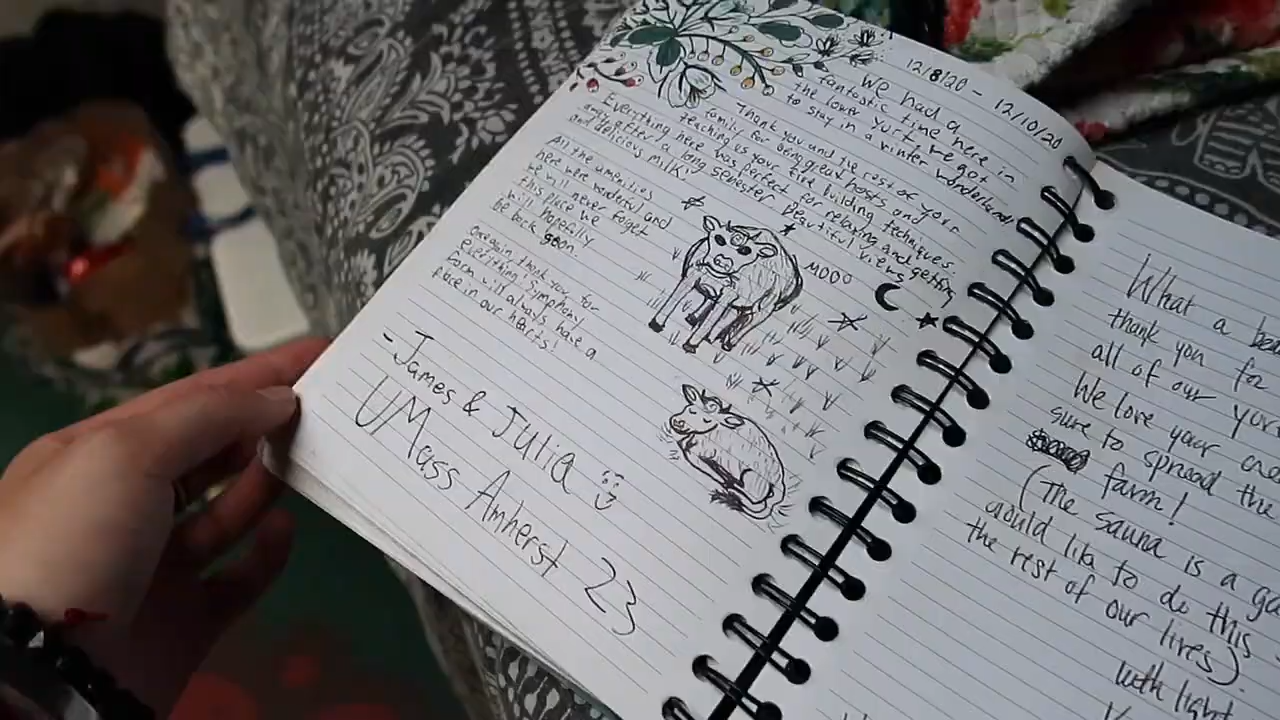 12/8/20 - 12/10/20
We had a
fantastic time here in
the lower yurt! We got
to stay in a winter wonderland!
Thank you and the rest of your
family for being great hosts and
teaching us your fire building techniques.
Everything here was perfect for relaxing and getting
away after a long semester. Beautiful views
and delicious milk!
All the amenities
here were wonderful and
we will never forget
this place. We
will hopefully
be back soon.
Once again, thank you for
everything. Symphony
farm will always have a
place in our hearts!
MOOO
-James & Julia
UMass Amherst 23
What a
thank you for
all of our
We love your
sure to spread the
farm!
(The sauna is a
would like to do this
the rest of our lives).
with light